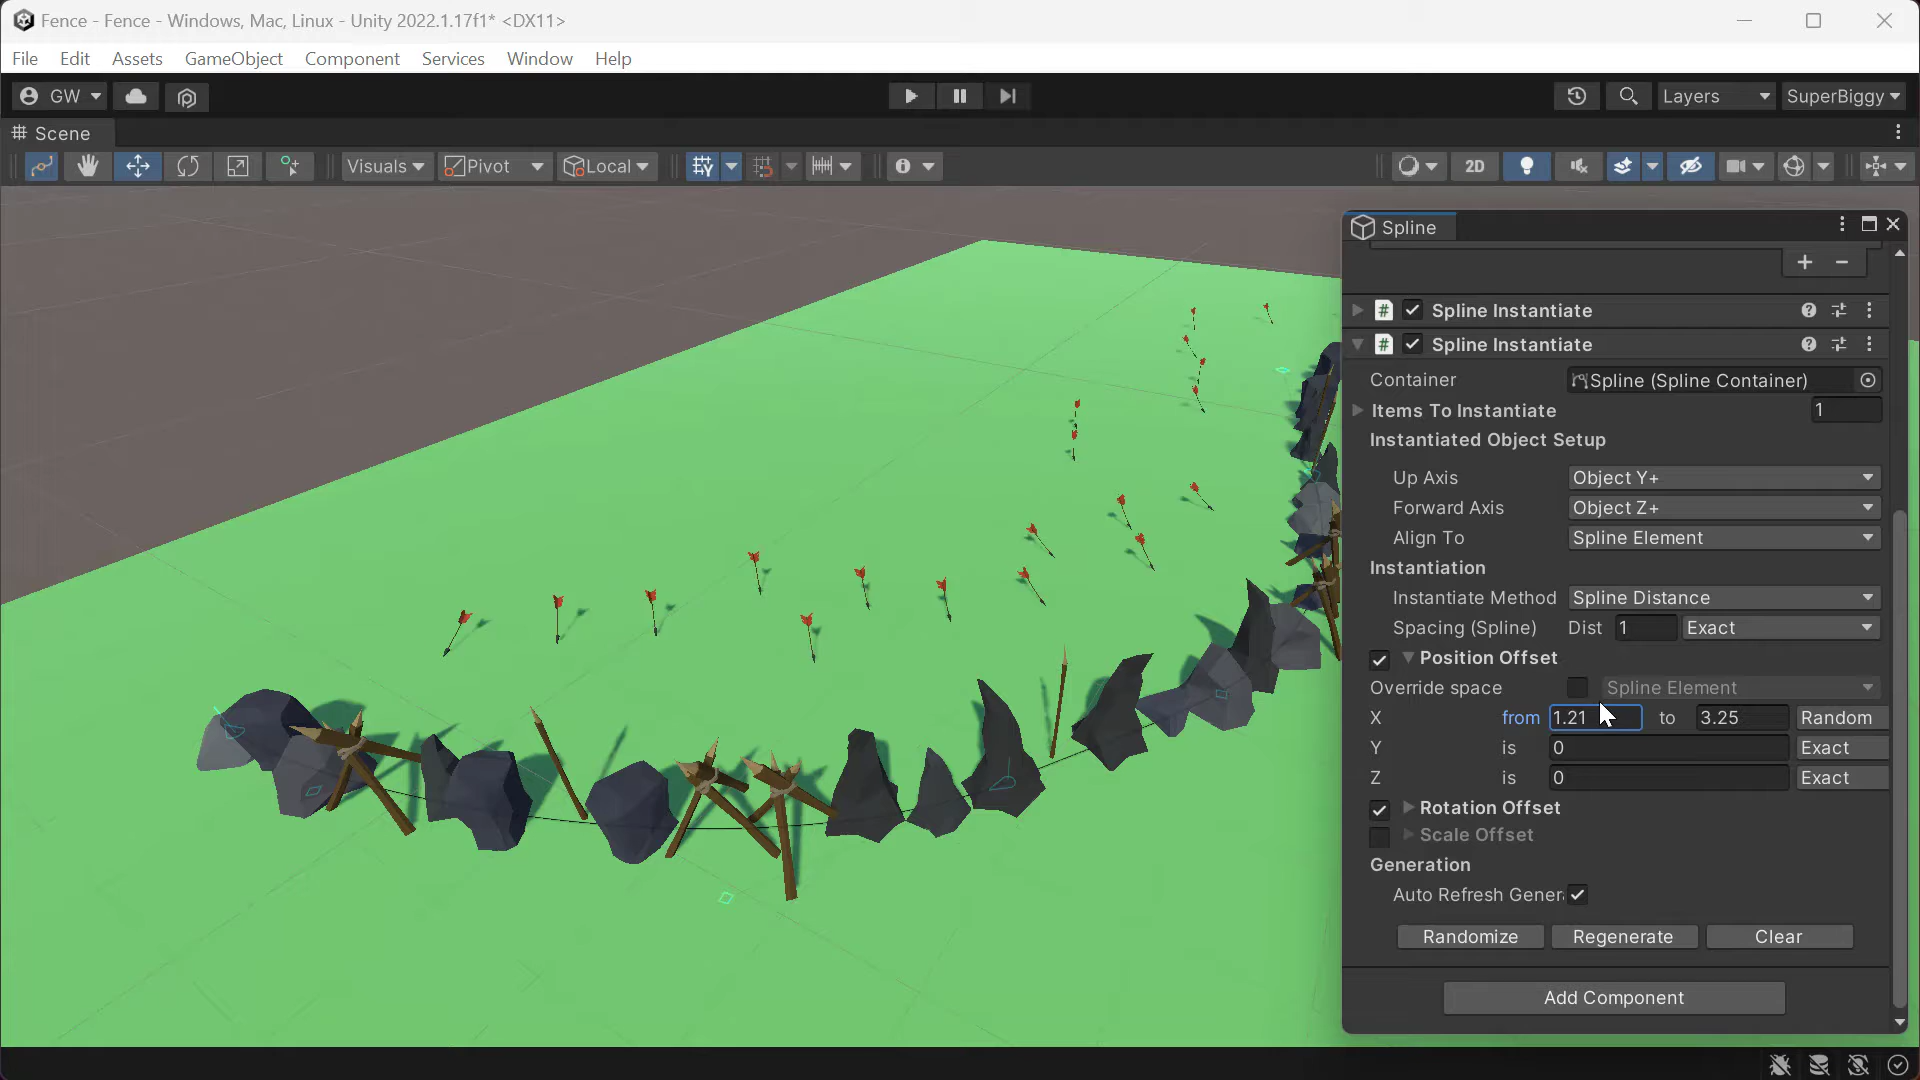 Fence - Fence - Windows, Mac, Linux - Unity 2022.1.17f1* <DX11>
File Edit Assets GameObject Component Services Window Help
GW Layers SuperBiggy
Scene
Visuals Pivot Local 2D
Spline
Spline Instantiate
Spline Instantiate
Container Spline (Spline Container)
Items To Instantiate 1
Instantiated Object Setup
Up Axis Object Y+
Forward Axis Object Z+
Align To Spline Element
Instantiation
Instantiate Method Spline Distance
Spacing (Spline) Dist 1 Exact
Position Offset
Override space Spline Element
X from 1.21 to 3.25 Random
Y is 0 Exact
Z is 0 Exact
Rotation Offset
Scale Offset
Generation
Auto Refresh Gener
Randomize Regenerate Clear
Add Component